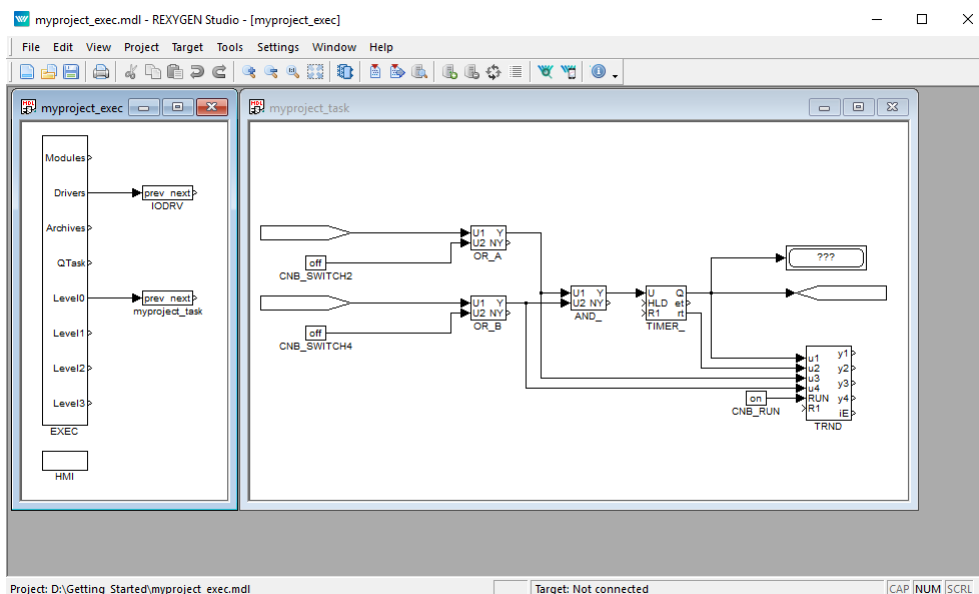 myproject_exec.mdl - REXYGEN Studio - [myproject_exec]
File Edit View Project Target Tools Settings Window Help
myproject_exec
Modules
Drivers
prev next
IODRV
Archives
QTask
Level0
prev next
myproject_task
Level1
Level2
Level3
EXEC
HMI
myproject_task
off
CNB_SWITCH2
U1 Y
U2 NY
OR_A
off
CNB_SWITCH4
U1 Y
U2 NY
OR_B
U1 Y
U2 NY
AND_
U Q
HLD et
R1 rt
TIMER_
???
on
CNB_RUN
u1 y1
u2 y2
u3 y3
u4 y4
RUN
R1 iE
TRND
Project: D:\Getting_Started\myproject_exec.mdl
Target: Not connected
CAP NUM SCRL